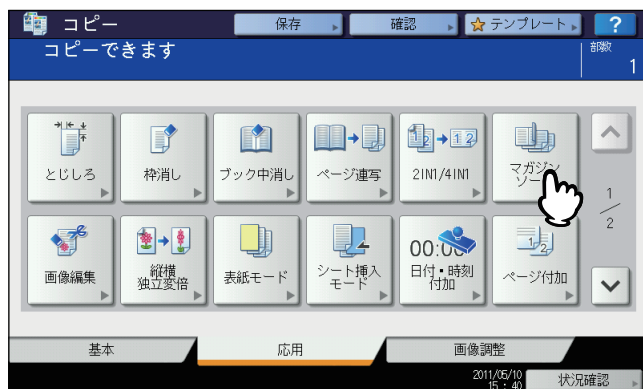 コピー
保存
確認
テンプレート
?
コピーできます
部数
1
とじしろ
枠消し
ブック中消し
ページ連写
2IN1/4IN1
マガジン
ソー
1
2
画像編集
縦横
独立変倍
表紙モード
シート挿入
モード
00:00
日付・時刻
付加
ページ付加
基本
応用
画像調整
2011/05/10
15:40
状況確認